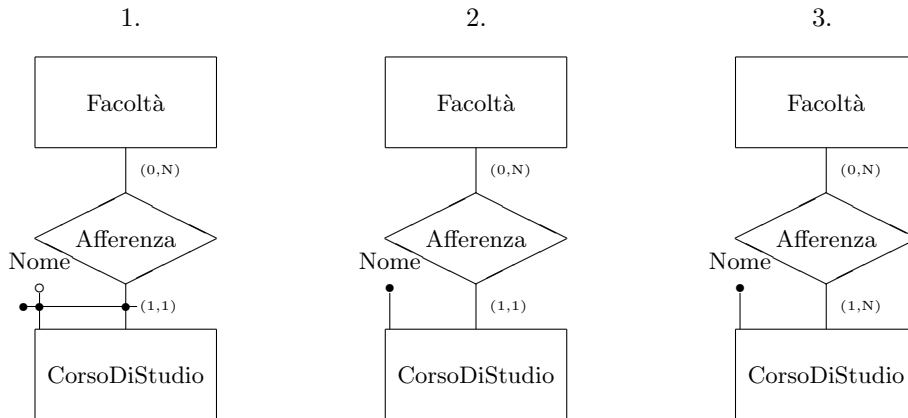 1. 2. 3.
Facoltà Facoltà Facoltà
(0,N) (0,N) (0,N)
Afferenza Afferenza Afferenza
Nome Nome Nome
(1,1) (1,1) (1,N)
CorsoDiStudio CorsoDiStudio CorsoDiStudio